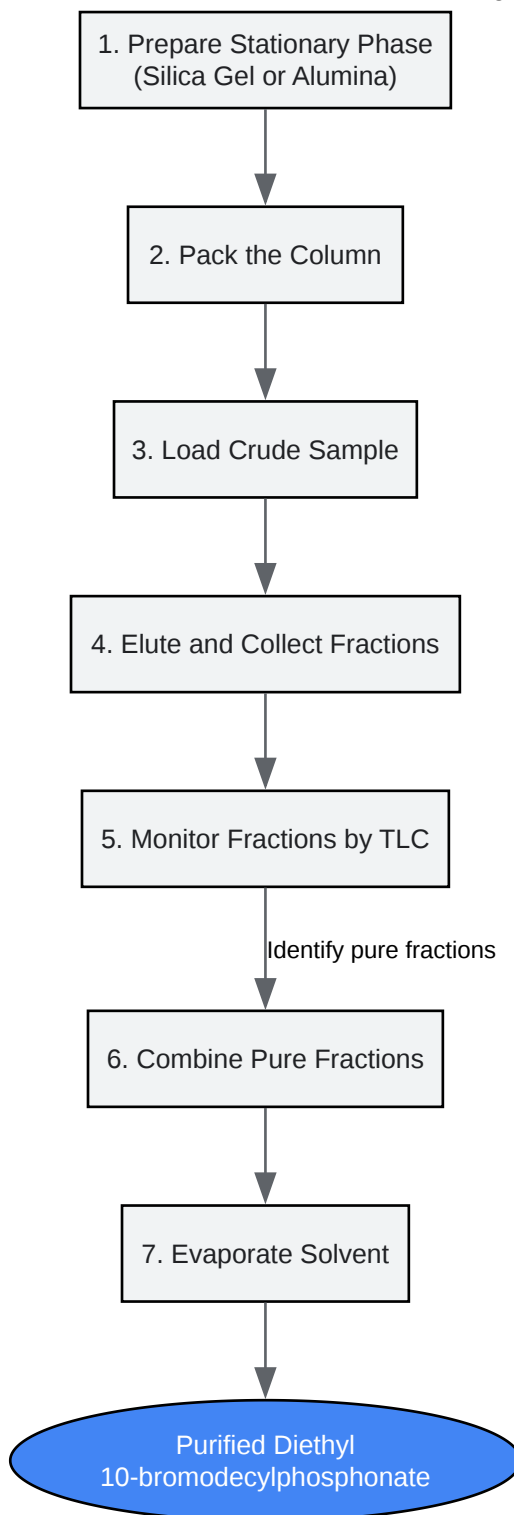 1. Prepare Stationary Phase
(Silica Gel or Alumina)
2. Pack the Column
3. Load Crude Sample
4. Elute and Collect Fractions
5. Monitor Fractions by TLC
Identify pure fractions
6. Combine Pure Fractions
7. Evaporate Solvent
Purified Diethyl
10-bromodecylphosphonate